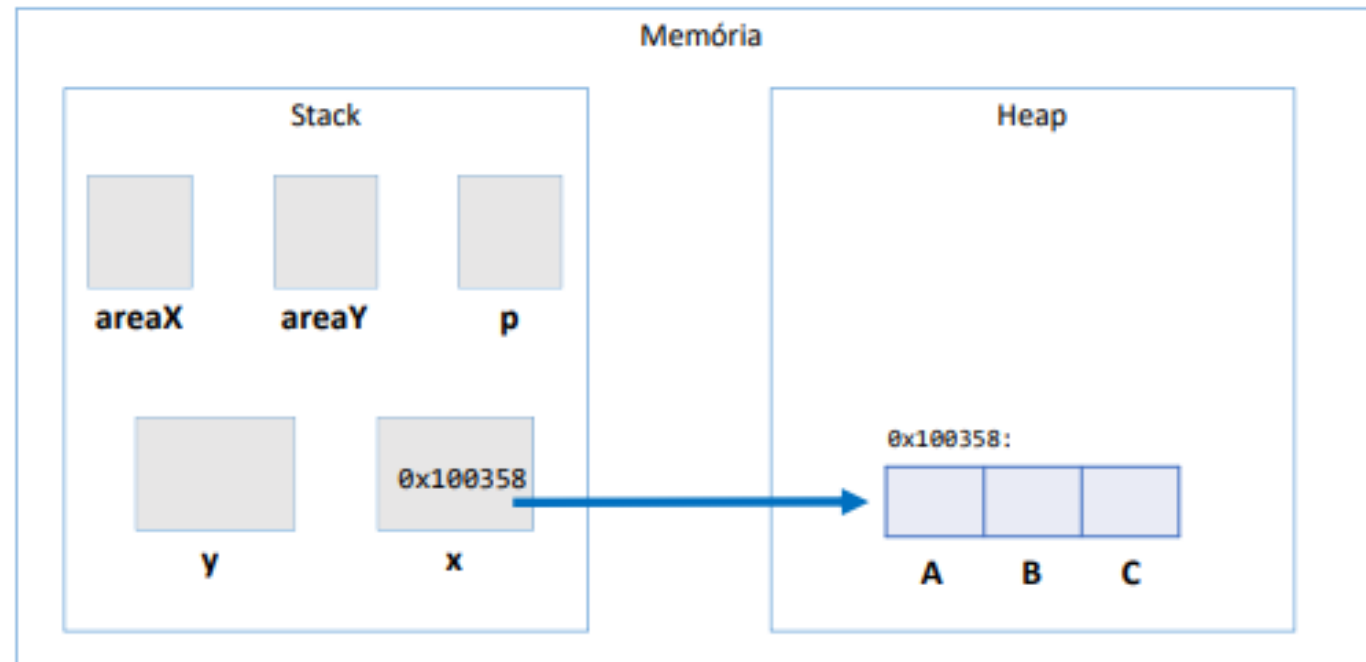 Memória
Stack
Heap
areaX areaY p
0x100358
0x100358:
y x
A B C